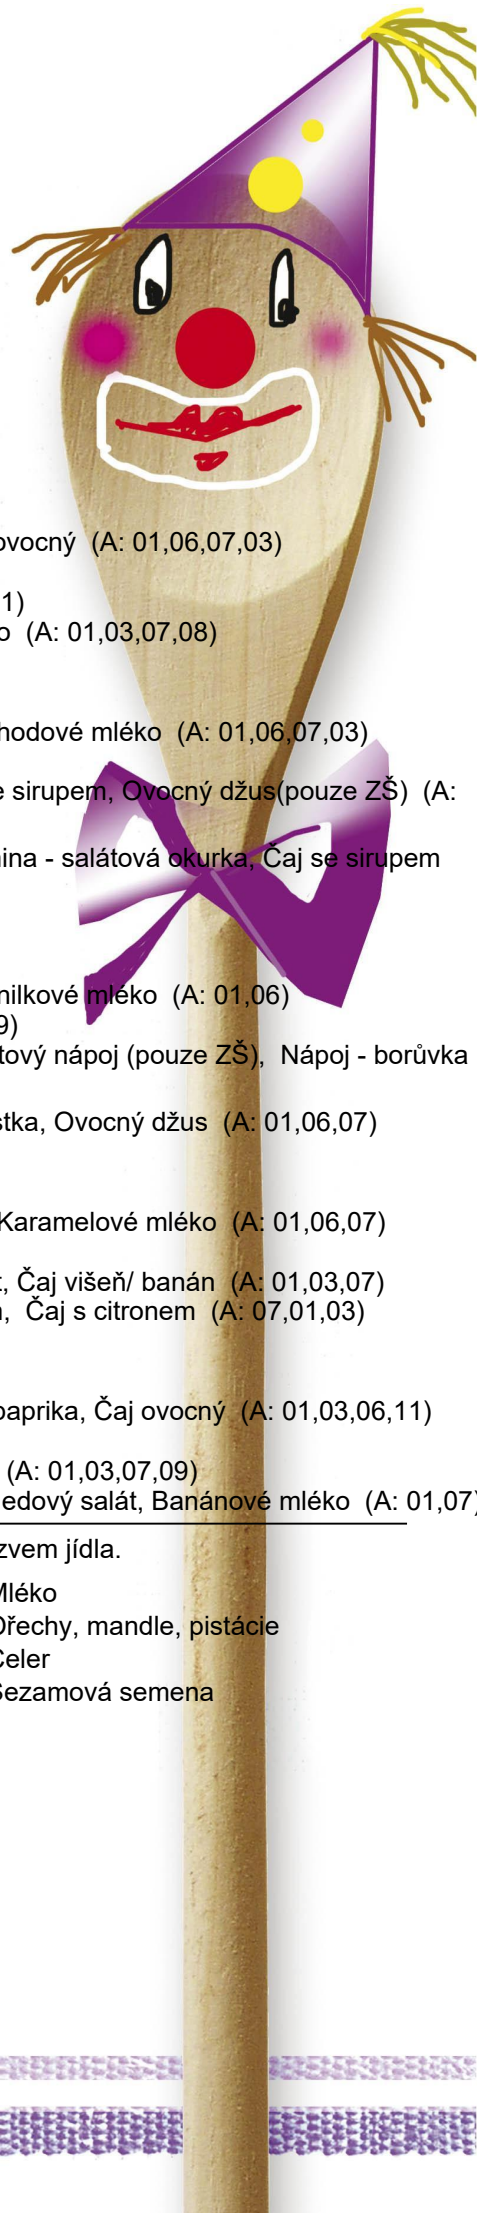 ovocný (A: 01,06,07,03)
1)
o (A: 01,03,07,08)
hodové mléko (A: 01,06,07,03)
e sirupem, Ovocný džus(pouze ZŠ) (A:
nina - salátová okurka, Čaj se sirupem
nilkové mléko (A: 01,06)
9)
tový nápoj (pouze ZŠ), Nápoj - borůvka
stka, Ovocný džus (A: 01,06,07)
Karamelové mléko (A: 01,06,07)
t, Čaj višeň/ banán (A: 01,03,07)
, Čaj s citronem (A: 07,01,03)
paprika, Čaj ovocný (A: 01,03,06,11)
(A: 01,03,07,09)
ledový salát, Banánové mléko (A: 01,07)
zvem jídla.
Mléko
Ořechy, mandle, pistácie
Celer
Sezamová semena